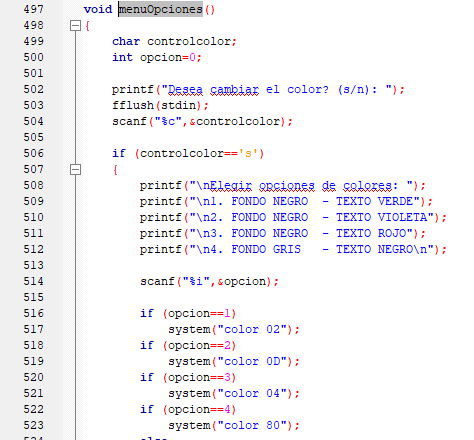 497 void menuOpciones()
498 {
499 char controlcolor;
500 int opcion=0;
501
502 printf("Desea cambiar el color? (s/n): ");
503 fflush(stdin);
504 scanf("%c",&controlcolor);
505
506 if (controlcolor=='s')
507 {
508 printf("\nElegir opciones de colores: ");
509 printf("\n1. FONDO NEGRO  - TEXTO VERDE");
510 printf("\n2. FONDO NEGRO  - TEXTO VIOLETA");
511 printf("\n3. FONDO NEGRO  - TEXTO ROJO");
512 printf("\n4. FONDO GRIS   - TEXTO NEGRO\n");
513
514 scanf("%i",&opcion);
515
516 if (opcion==1)
517 system("color 02");
518 if (opcion==2)
519 system("color 0D");
520 if (opcion==3)
521 system("color 04");
522 if (opcion==4)
523 system("color 80");